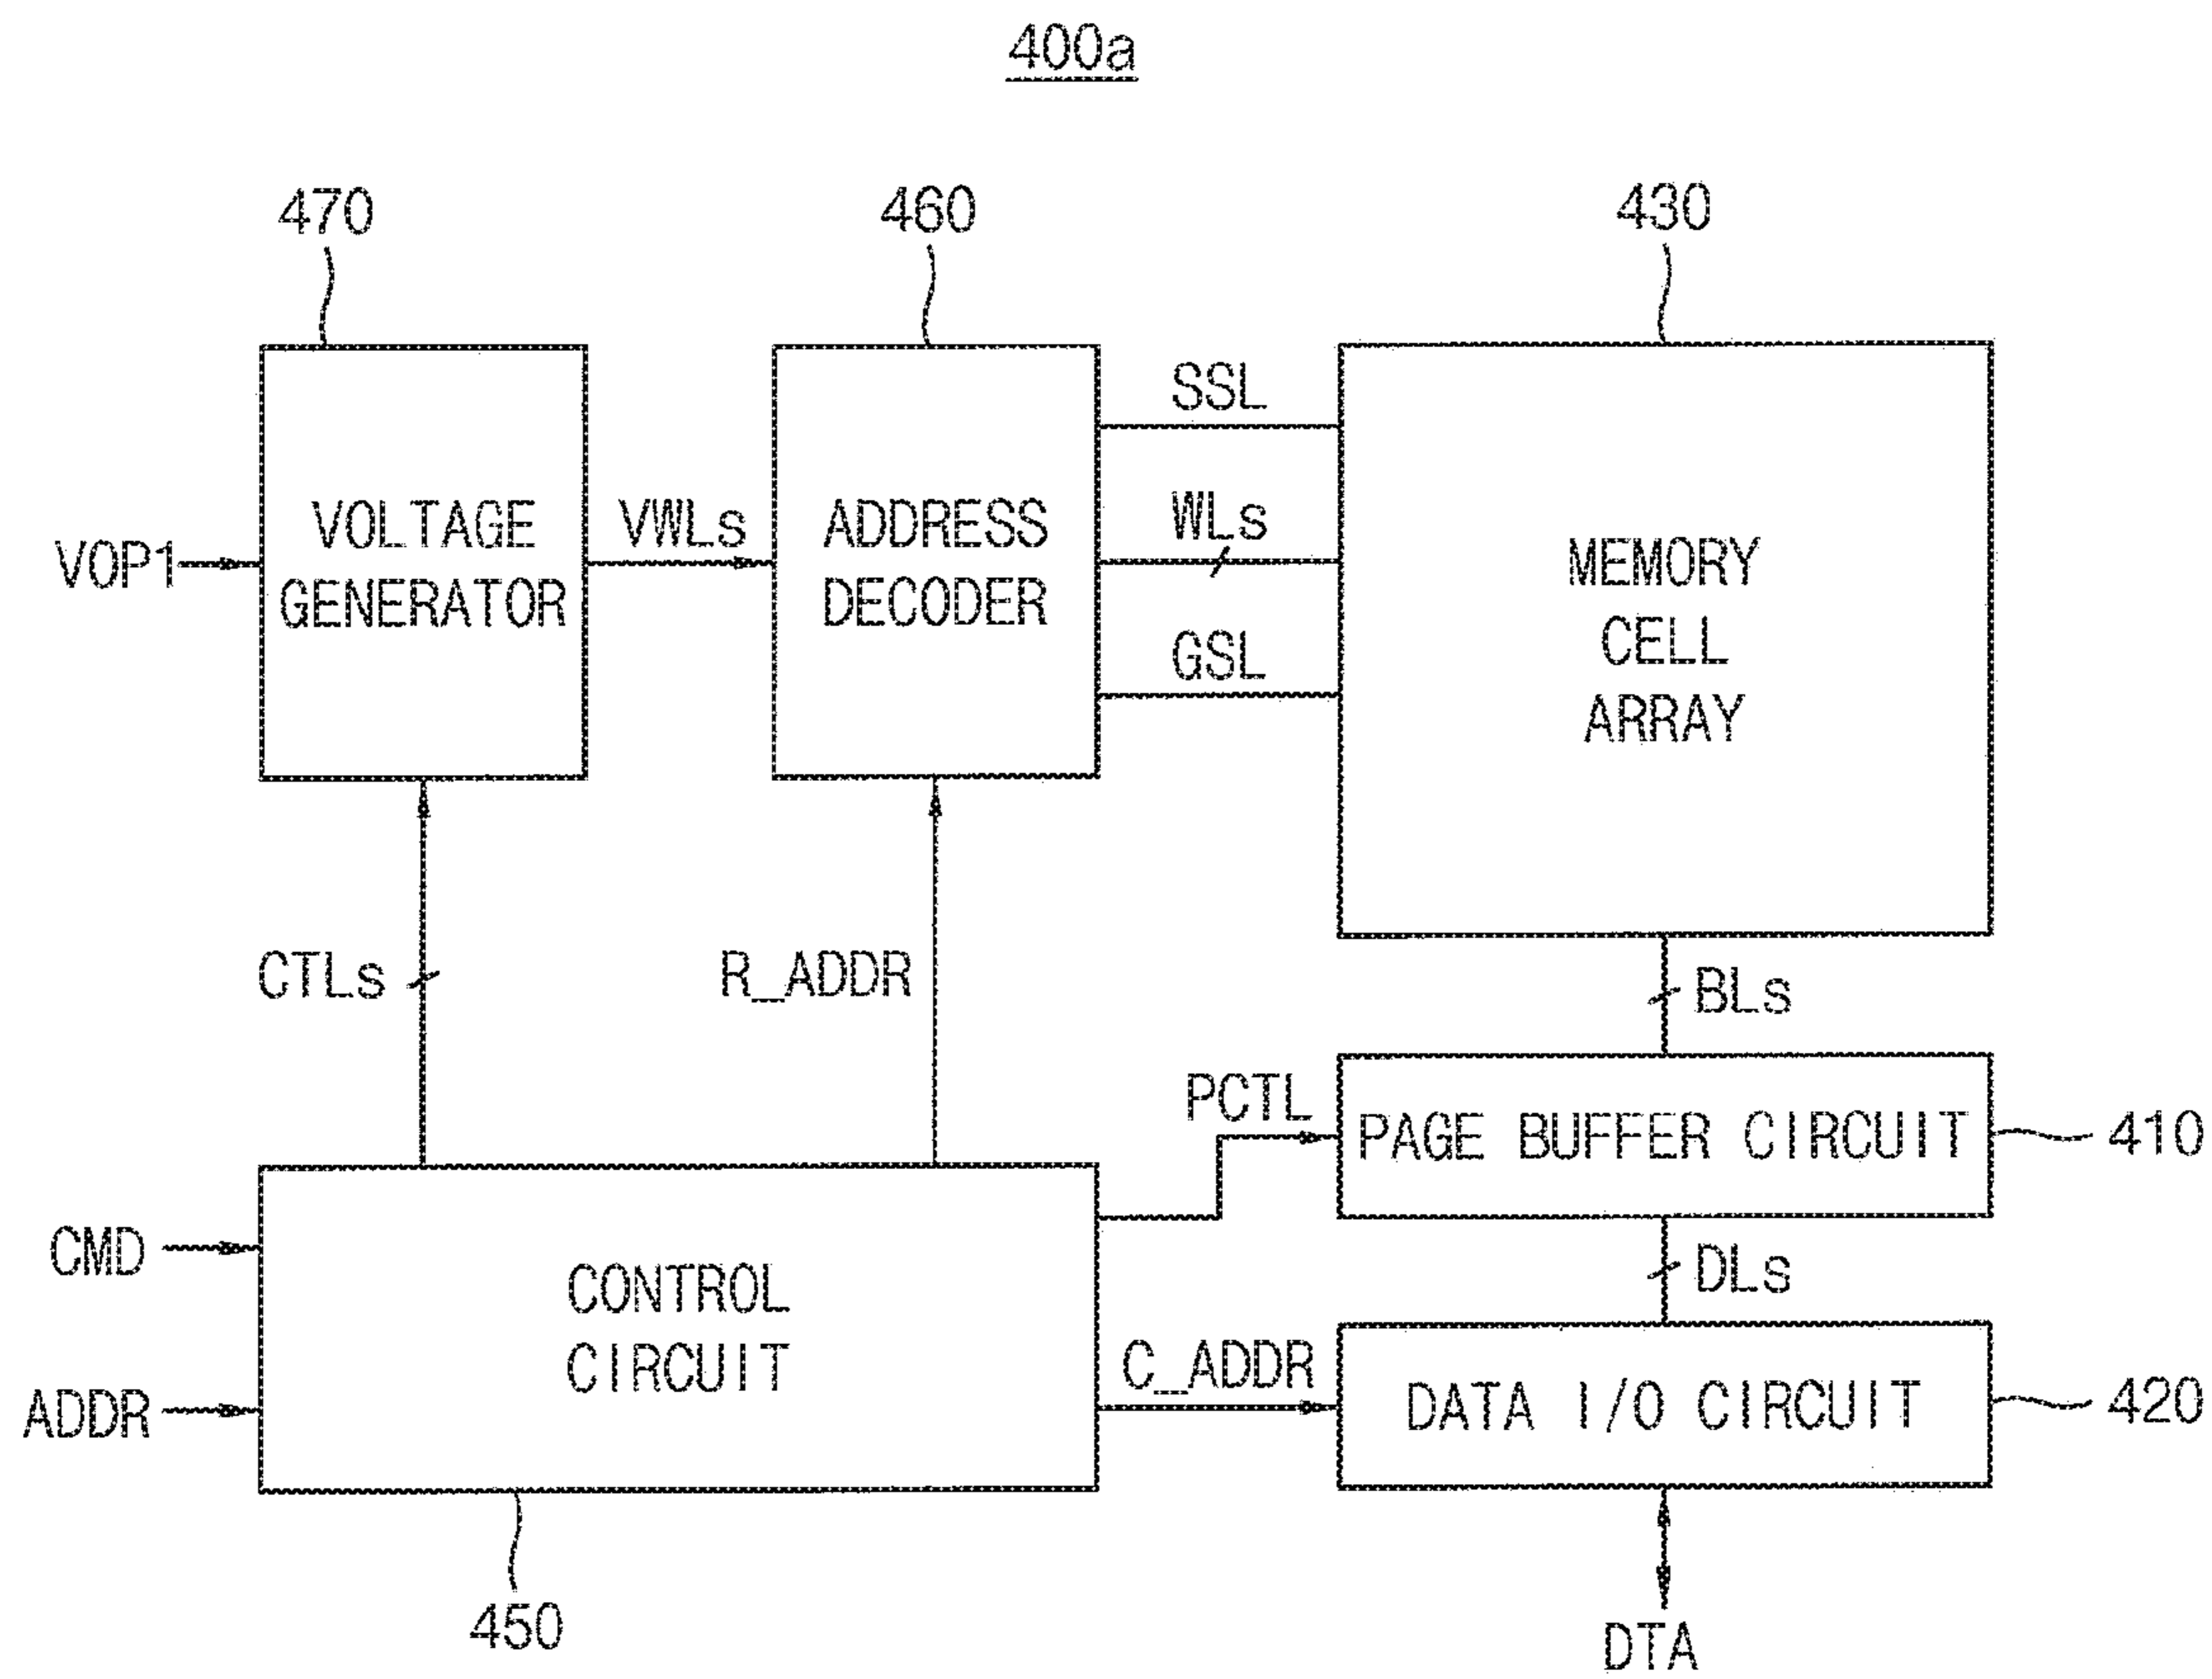 400a
470
460
430
SSL
VOLTAGE
GENERATOR
VOP1
VWLs
ADDRESS
DECODER
WLs
GSL
MEMORY
CELL
ARRAY
CTLs
R_ADDR
BLs
PCTL
PAGE BUFFER CIRCUIT
410
CMD
ADDR
CONTROL
CIRCUIT
DLs
C_ADDR
DATA I/O CIRCUIT
420
450
DTA